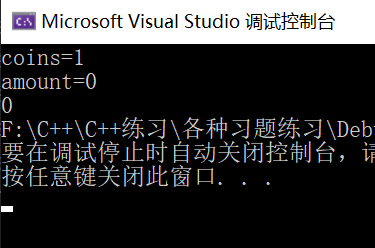 Microsoft Visual Studio 调试控制台
coins=1
amount=0
0
F:\C++\C++练习\各种习题练习\Deb
要在调试停止时自动关闭控制台，请
按任意键关闭此窗口. . .